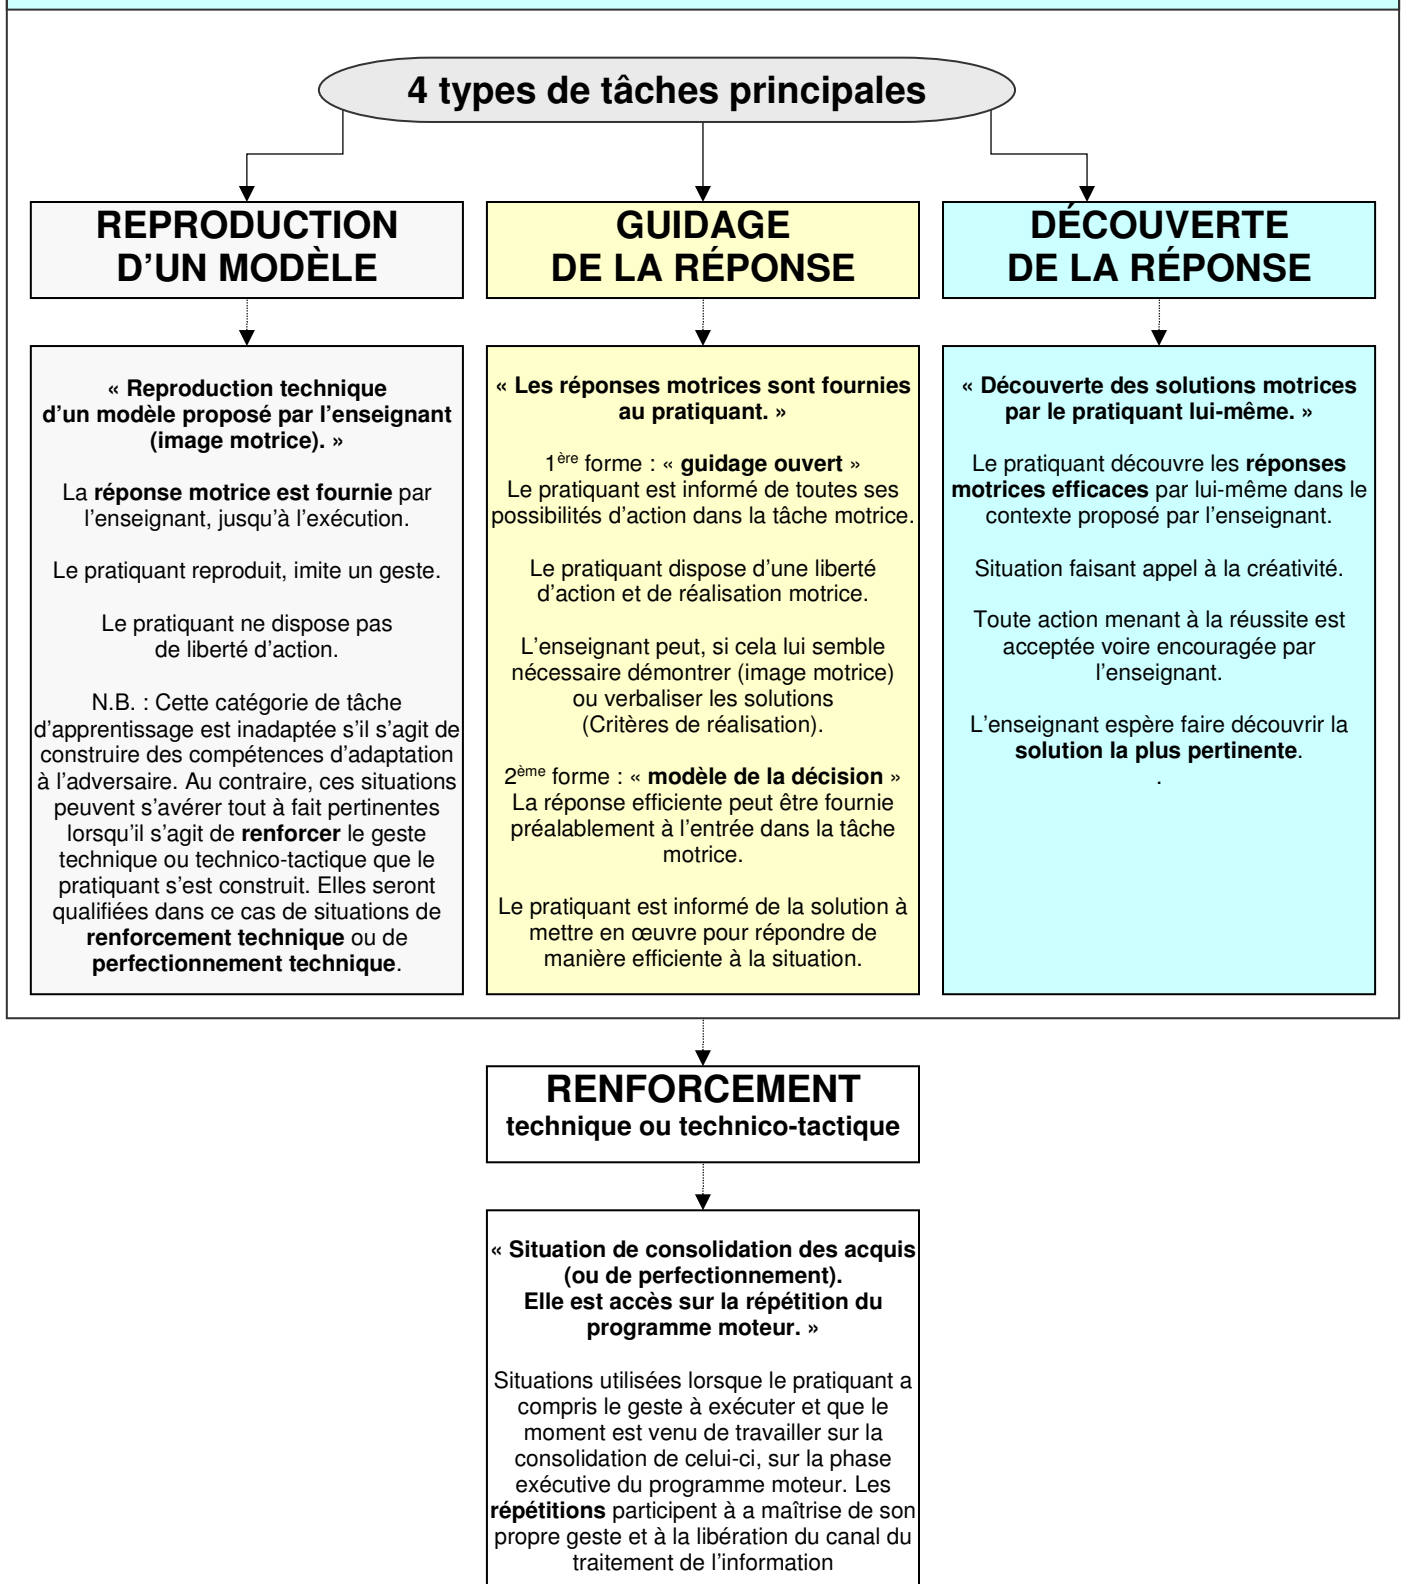 4 types de tâches principales
REPRODUCTION
D’UN MODÈLE
« Reproduction technique
d’un modèle proposé par l’enseignant
(image motrice). »
La réponse motrice est fournie par
l’enseignant, jusqu’à l’exécution.
Le pratiquant reproduit, imite un geste.
Le pratiquant ne dispose pas
de liberté d’action.
N.B. : Cette catégorie de tâche
d’apprentissage est inadaptée s’il s’agit de
construire des compétences d’adaptation
à l’adversaire. Au contraire, ces situations
peuvent s’avérer tout à fait pertinentes
lorsqu’il s’agit de renforcer le geste
technique ou technico-tactique que le
pratiquant s’est construit. Elles seront
qualifiées dans ce cas de situations de
renforcement technique ou de
perfectionnement technique.
GUIDAGE
DE LA RÉPONSE
« Les réponses motrices sont fournies
au pratiquant. »
1ère forme : « guidage ouvert »
Le pratiquant est informé de toutes ses
possibilités d’action dans la tâche motrice.
Le pratiquant dispose d’une liberté
d’action et de réalisation motrice.
L’enseignant peut, si cela lui semble
nécessaire démontrer (image motrice)
ou verbaliser les solutions
(Critères de réalisation).
2ème forme : « modèle de la décision »
La réponse efficiente peut être fournie
préalablement à l’entrée dans la tâche
motrice.
Le pratiquant est informé de la solution à
mettre en œuvre pour répondre de
manière efficiente à la situation.
DÉCOUVERTE
DE LA RÉPONSE
« Découverte des solutions motrices
par le pratiquant lui-même. »
Le pratiquant découvre les réponses
motrices efficaces par lui-même dans le
contexte proposé par l’enseignant.
Situation faisant appel à la créativité.
Toute action menant à la réussite est
acceptée voire encouragée par
l’enseignant.
L’enseignant espère faire découvrir la
solution la plus pertinente.
.
RENFORCEMENT
technique ou technico-tactique
« Situation de consolidation des acquis
(ou de perfectionnement).
Elle est accès sur la répétition du
programme moteur. »
Situations utilisées lorsque le pratiquant a
compris le geste à exécuter et que le
moment est venu de travailler sur la
consolidation de celui-ci, sur la phase
exécutive du programme moteur. Les
répétitions participent à a maîtrise de son
propre geste et à la libération du canal du
traitement de l’information